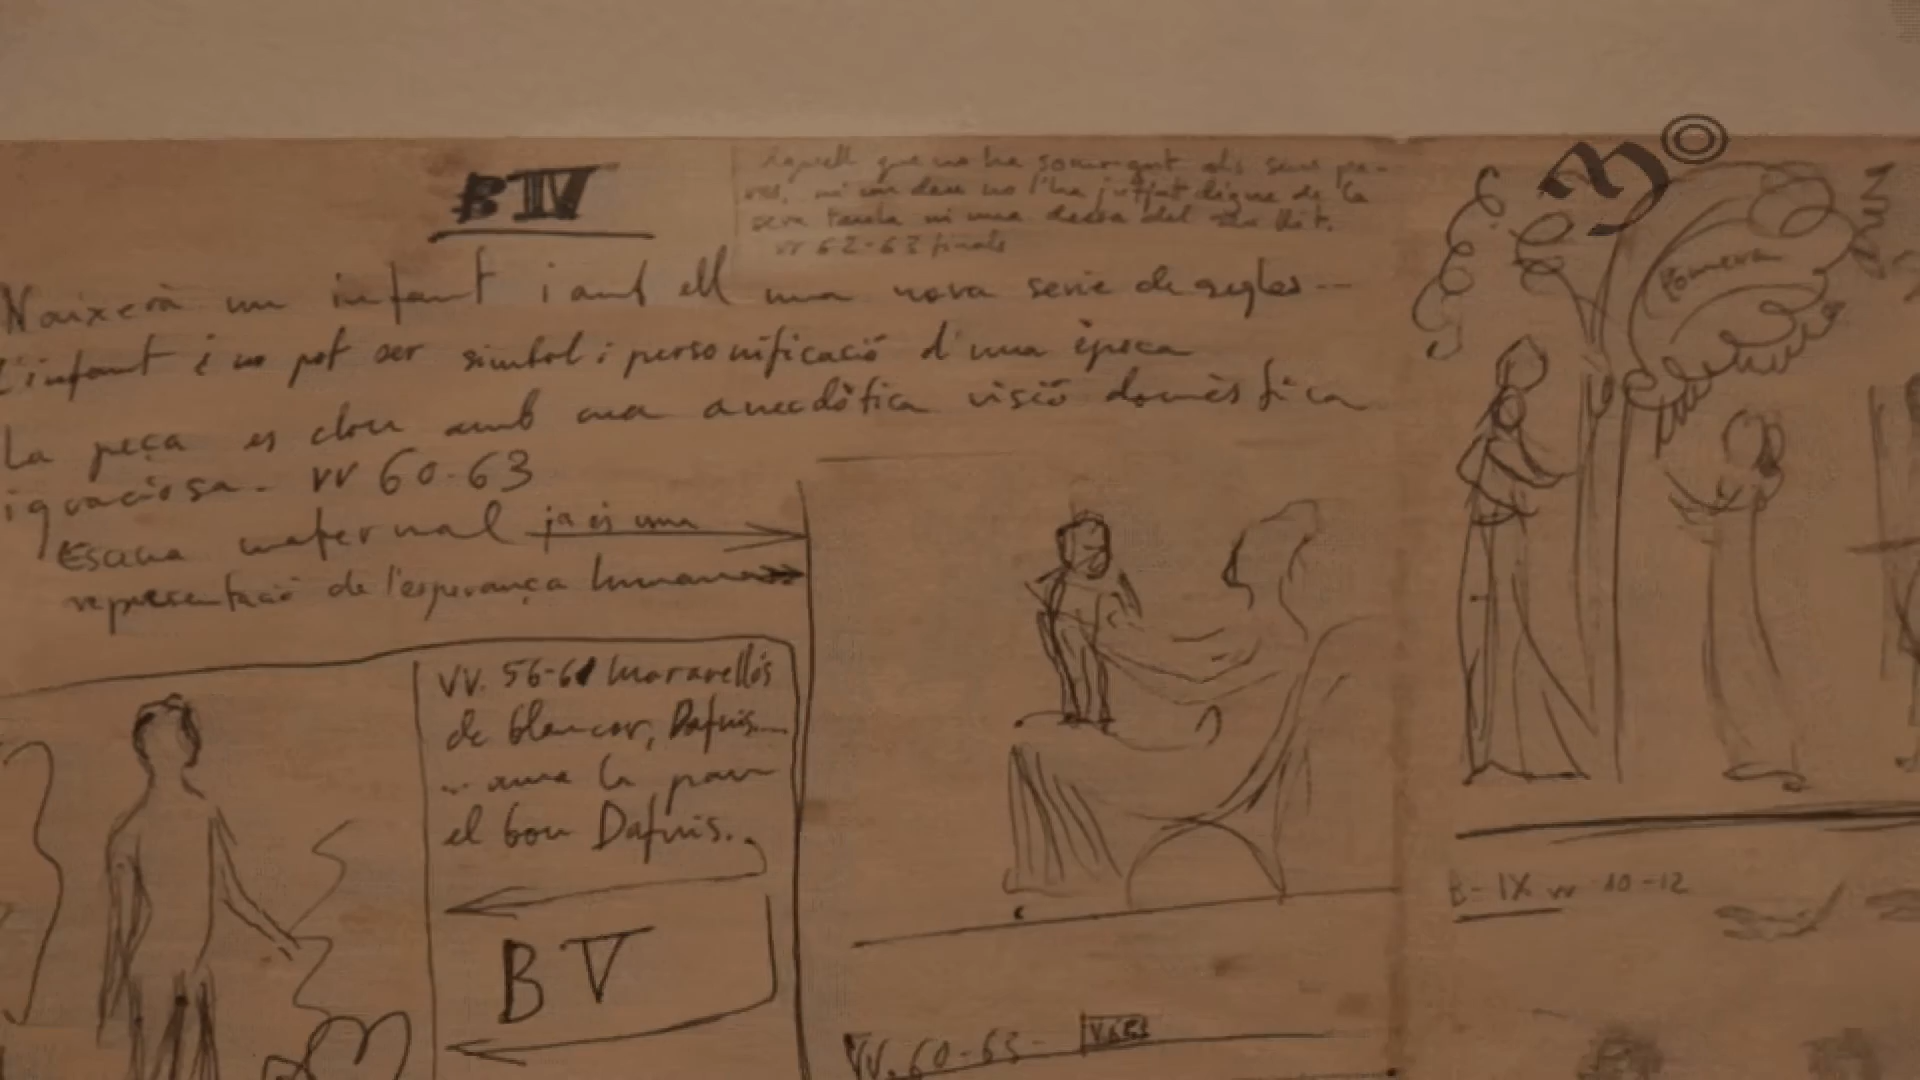 B IV
Aquell que no ha somrigut als seus pa-
res, ni un deu no l'ha jutjat digne de la
seva taula ni una deesa del seu llit.
vv 62-63 finals
Naixerà un infant i amb ell una nova serie de segles--
L'infant i no pot ser simbol i personificació d'una època
La peça es clou amb una anecdòtica visió domèstica
i graciosa. vv 60-63
Escena maternal ja és una
representació de l'esperança humana
VV. 56-61 Maravellós
de blancor, Dafnis...
... ama la pau
el bon Dafnis.
B V
VV. 60-63-
Pomera
B-IX vv 10-12